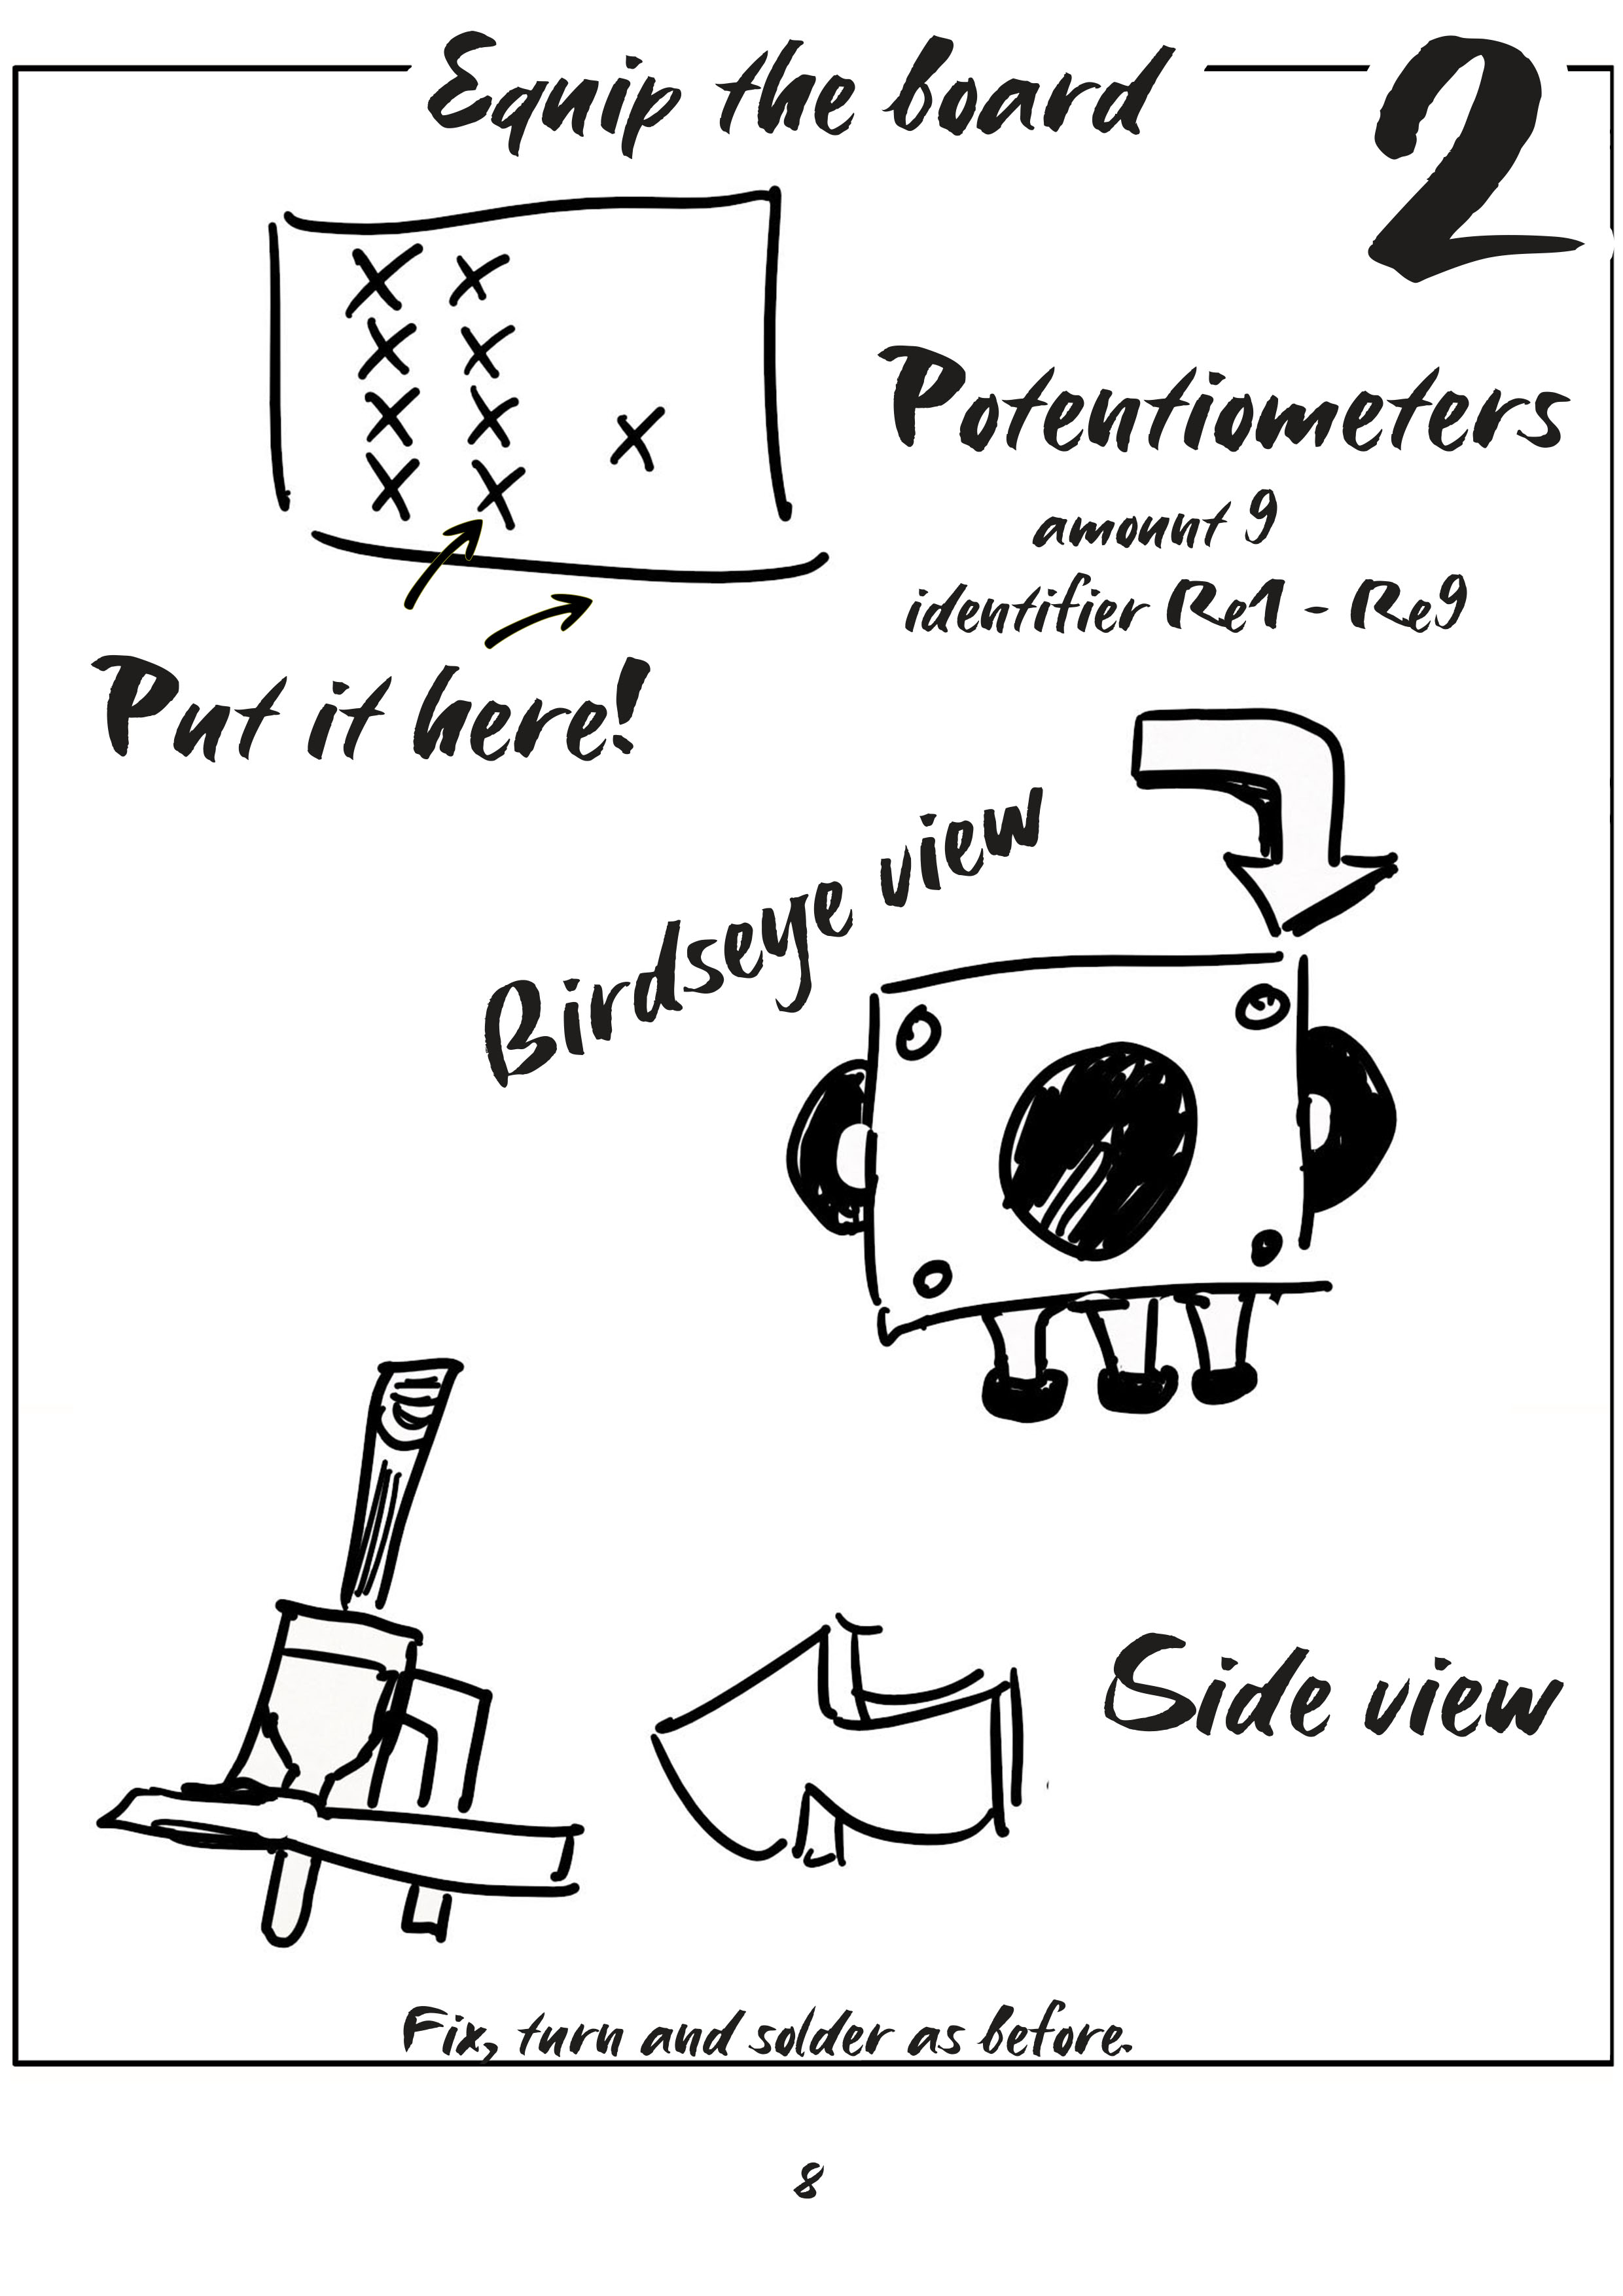 Equip the board
2
Potentiometers
amount 9
identifier Re1 - Re9
Put it here!
Birdseye view
Side view
Fix, turn and solder as before.
8